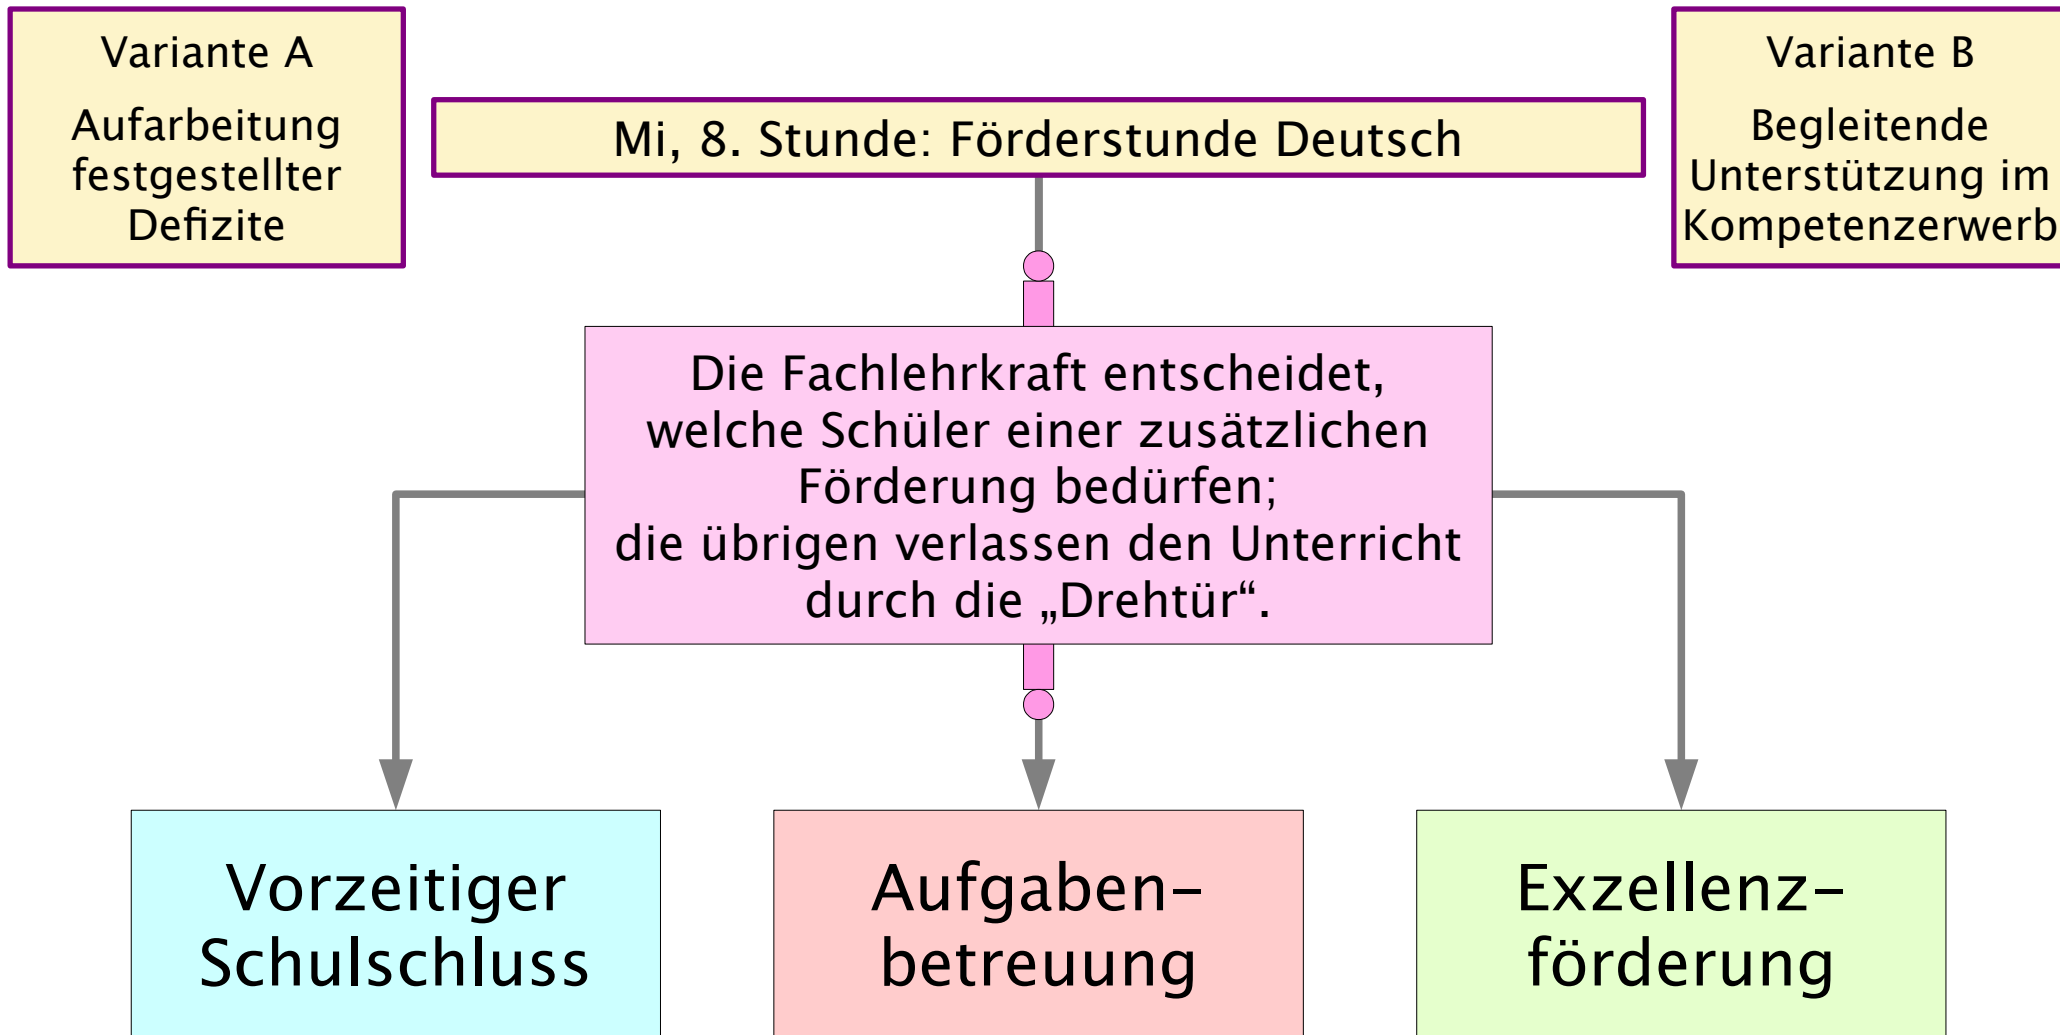 Variante A
Aufarbeitung
festgestellter
Defizite
Mi, 8. Stunde: Förderstunde Deutsch
Variante B
Begleitende
Unterstützung im
Kompetenzerwerb
Die Fachlehrkraft entscheidet,
welche Schüler einer zusätzlichen
Förderung bedürfen;
die übrigen verlassen den Unterricht
durch die „Drehtür“.
Vorzeitiger
Schulschluss
Aufgaben-
betreuung
Exzellenz-
förderung